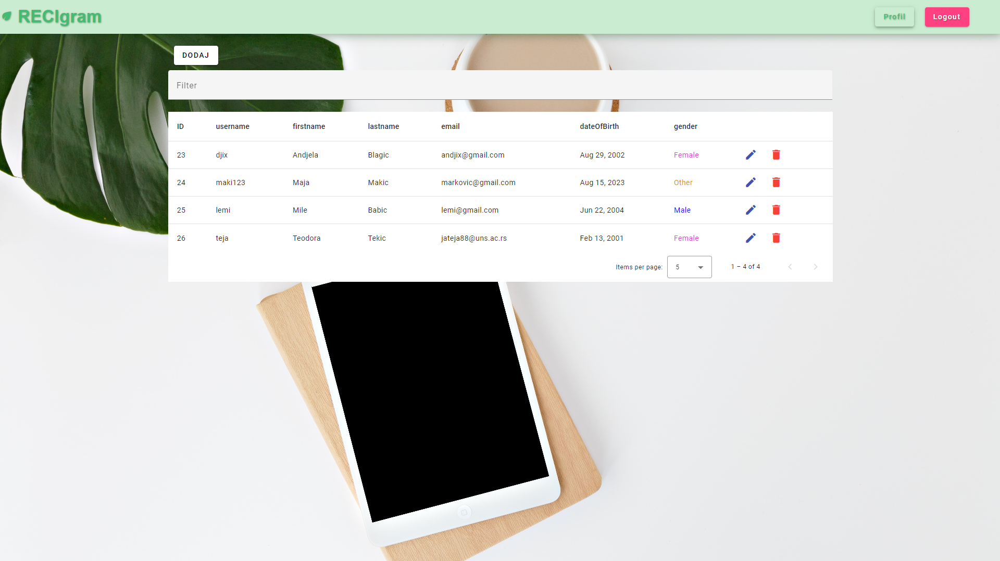 RECIgram Profil Logout
DODAJ
Filter
ID username firstname lastname email dateOfBirth gender
23 djix Andjela Blagic andjix@gmail.com Aug 29, 2002 Female
24 maki123 Maja Makic markovic@gmail.com Aug 15, 2023 Other
25 lemi Mile Babic lemi@gmail.com Jun 22, 2004 Male
26 teja Teodora Tekic jateja88@uns.ac.rs Feb 13, 2001 Female
Items per page: 5 1 – 4 of 4